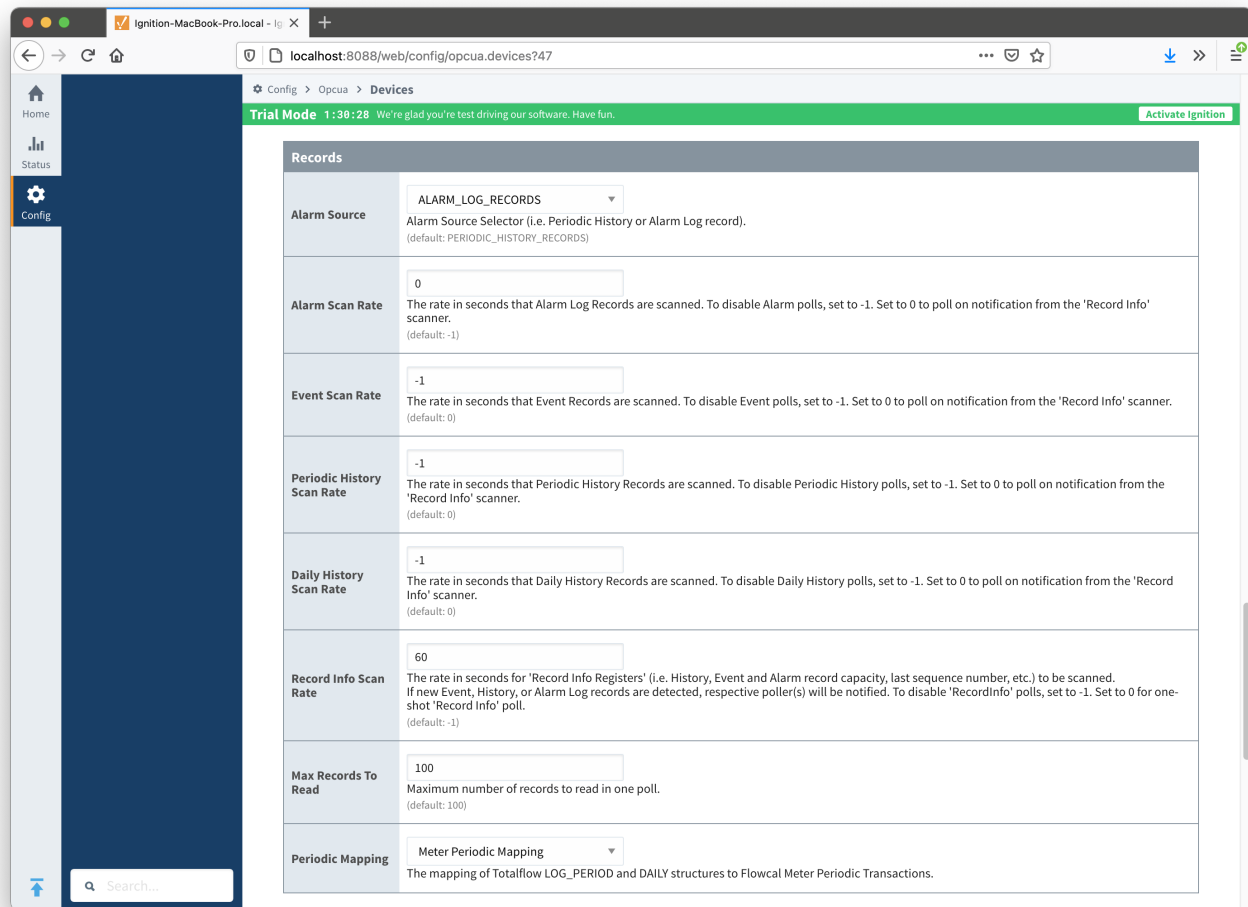 Ignition-MacBook-Pro.local - Ig
localhost:8088/web/config/opcua.devices?47
Home
Status
Config
Config > Opcua > Devices
Trial Mode 1:30:28 We're glad you're test driving our software. Have fun.
Activate Ignition
Records
Alarm Source
ALARM_LOG_RECORDS
Alarm Source Selector (i.e. Periodic History or Alarm Log record).
(default: PERIODIC_HISTORY_RECORDS)
Alarm Scan Rate
0
The rate in seconds that Alarm Log Records are scanned. To disable Alarm polls, set to -1. Set to 0 to poll on notification from the 'Record Info'
scanner.
(default: -1)
Event Scan Rate
-1
The rate in seconds that Event Records are scanned. To disable Event polls, set to -1. Set to 0 to poll on notification from the 'Record Info' scanner.
(default: 0)
Periodic History
Scan Rate
-1
The rate in seconds that Periodic History Records are scanned. To disable Periodic History polls, set to -1. Set to 0 to poll on notification from the
'Record Info' scanner.
(default: 0)
Daily History
Scan Rate
-1
The rate in seconds that Daily History Records are scanned. To disable Daily History polls, set to -1. Set to 0 to poll on notification from the 'Record
Info' scanner.
(default: 0)
Record Info Scan
Rate
60
The rate in seconds for 'Record Info Registers' (i.e. History, Event and Alarm record capacity, last sequence number, etc.) to be scanned.
If new Event, History, or Alarm Log records are detected, respective poller(s) will be notified. To disable 'RecordInfo' polls, set to -1. Set to 0 for one-
shot 'Record Info' poll.
(default: -1)
Max Records To
Read
100
Maximum number of records to read in one poll.
(default: 100)
Periodic Mapping
Meter Periodic Mapping
The mapping of Totalflow LOG_PERIOD and DAILY structures to Flowcal Meter Periodic Transactions.
Search...